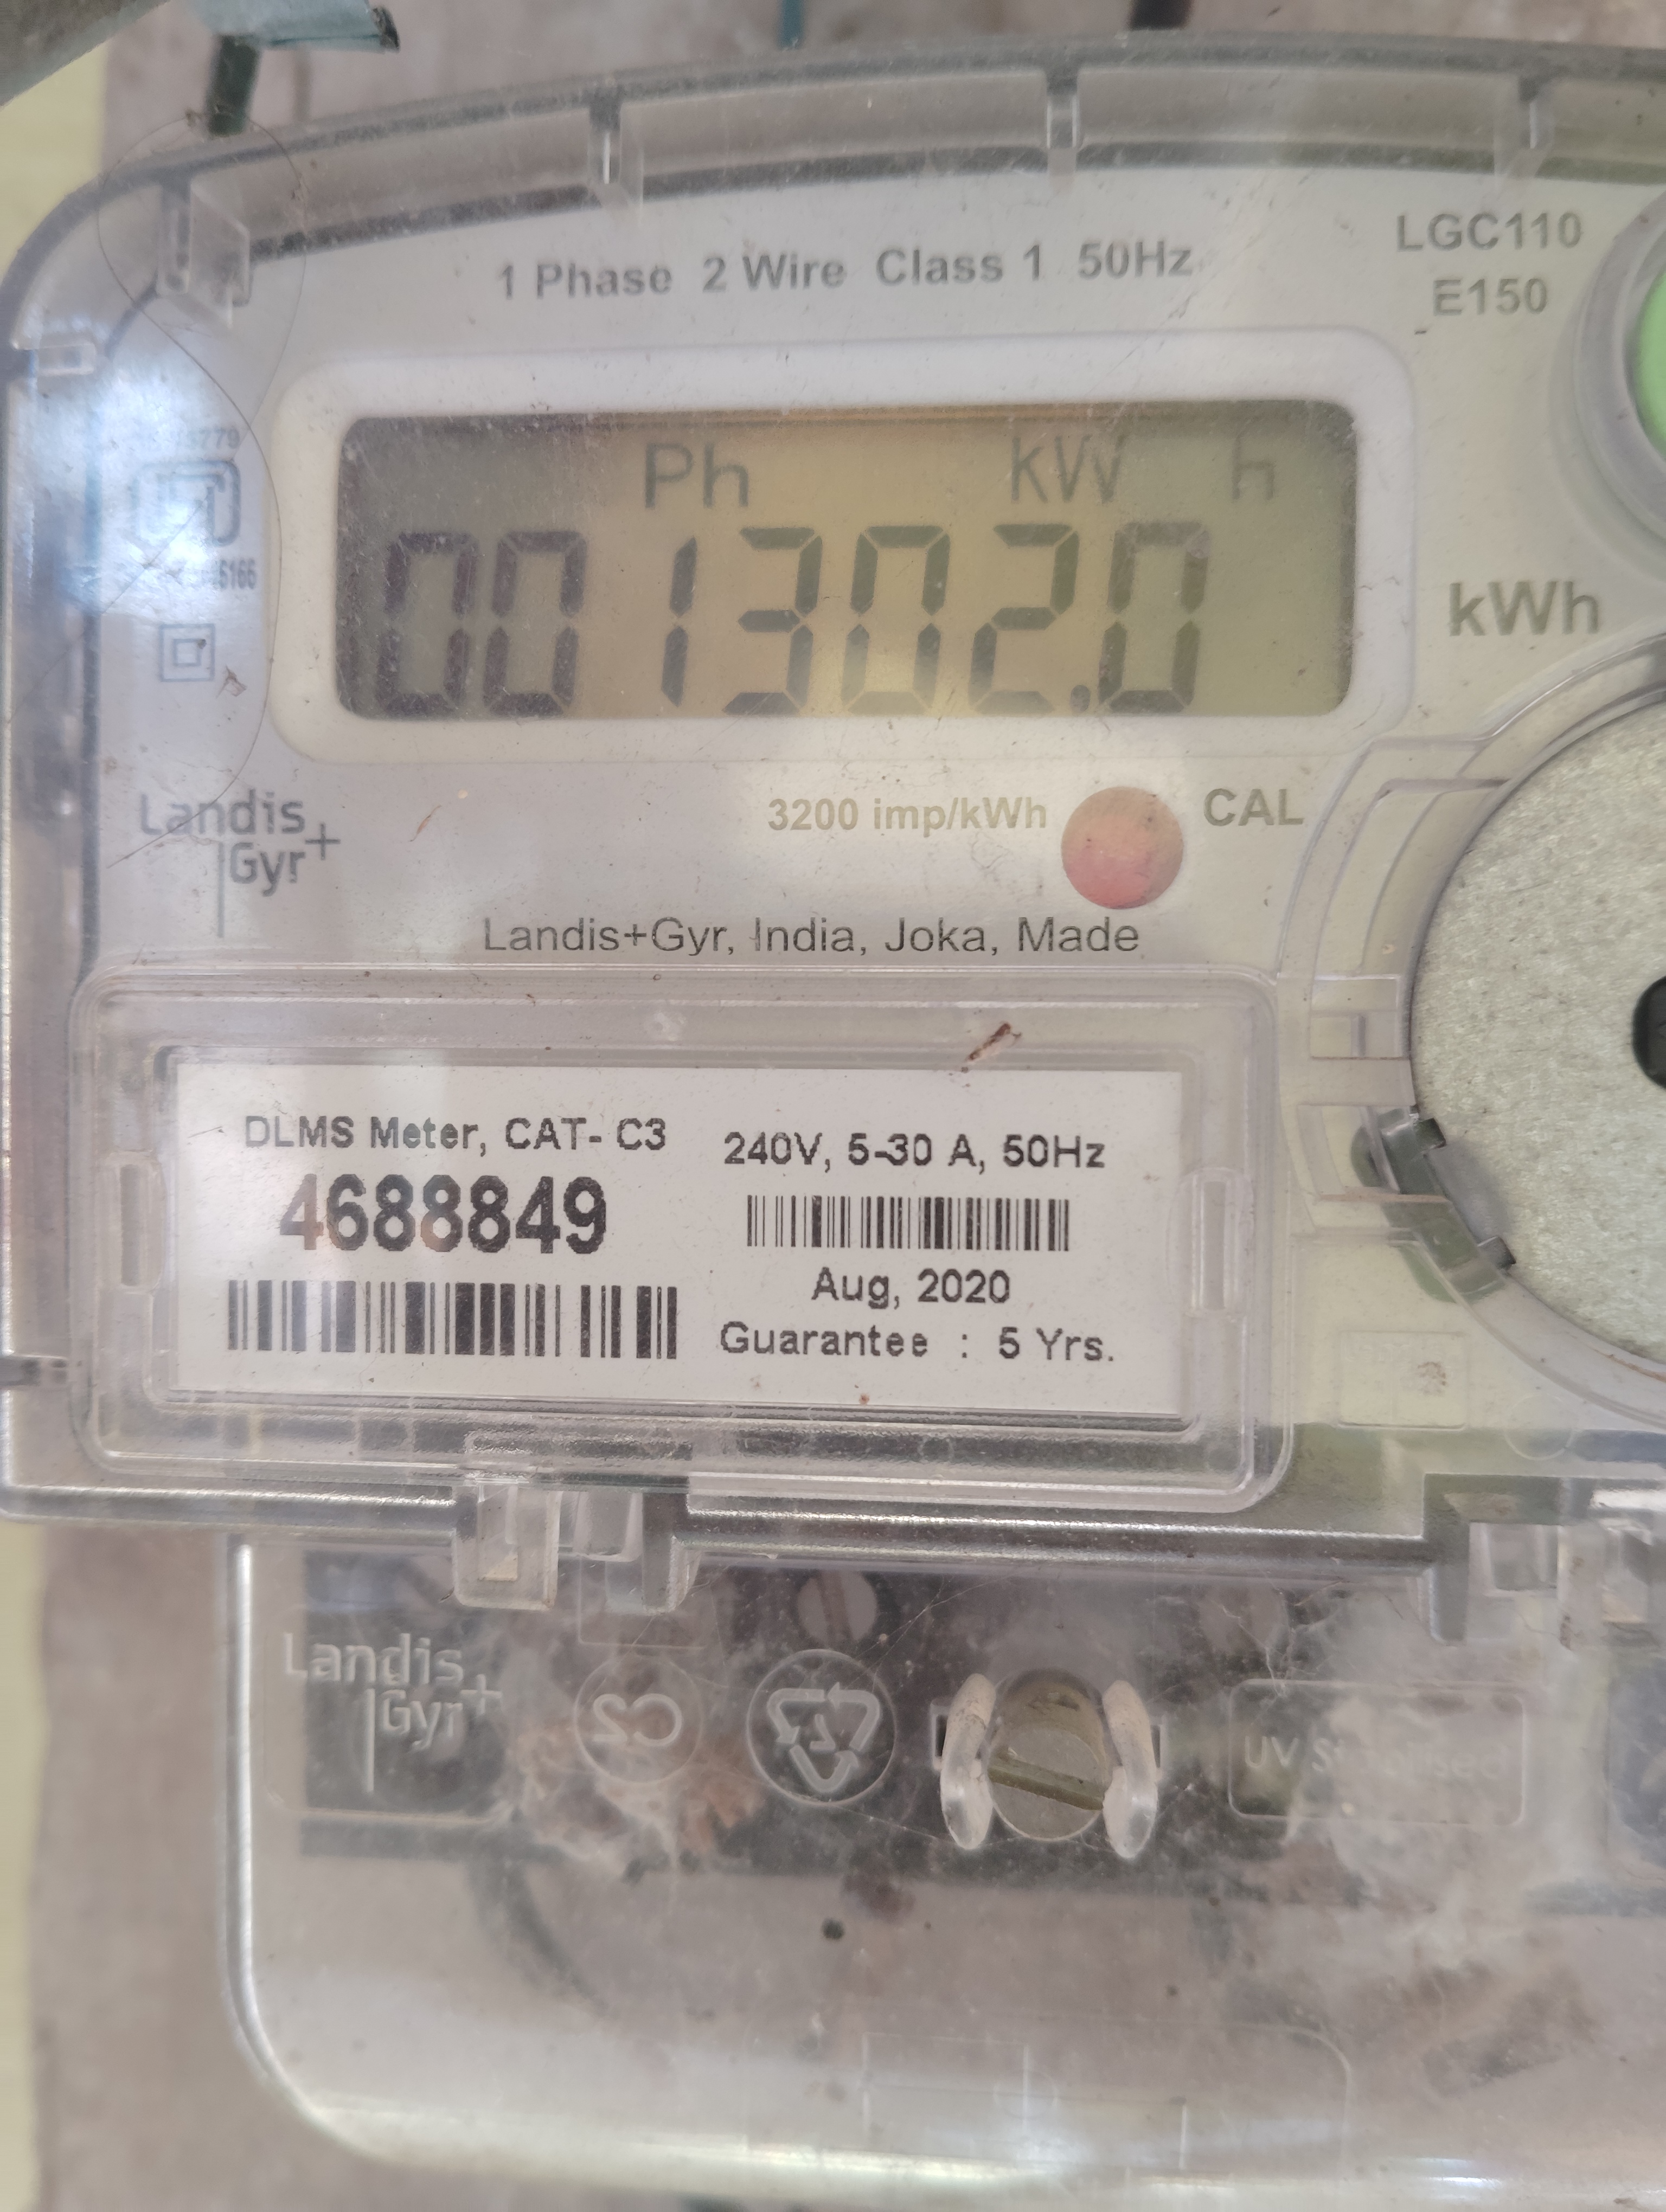 LGC110
E150
1 Phase 2 Wire Class 1 50Hz
Ph kW h
001302.0
kWh
3200 imp/kWh
CAL
Landis
Gyr+
Landis+Gyr, India, Joka, Made
DLMS Meter, CAT- C3
4688849
240V, 5-30 A, 50Hz
Aug, 2020
Guarantee : 5 Yrs.
Landis
Gyr+
C2
UV Stabilised